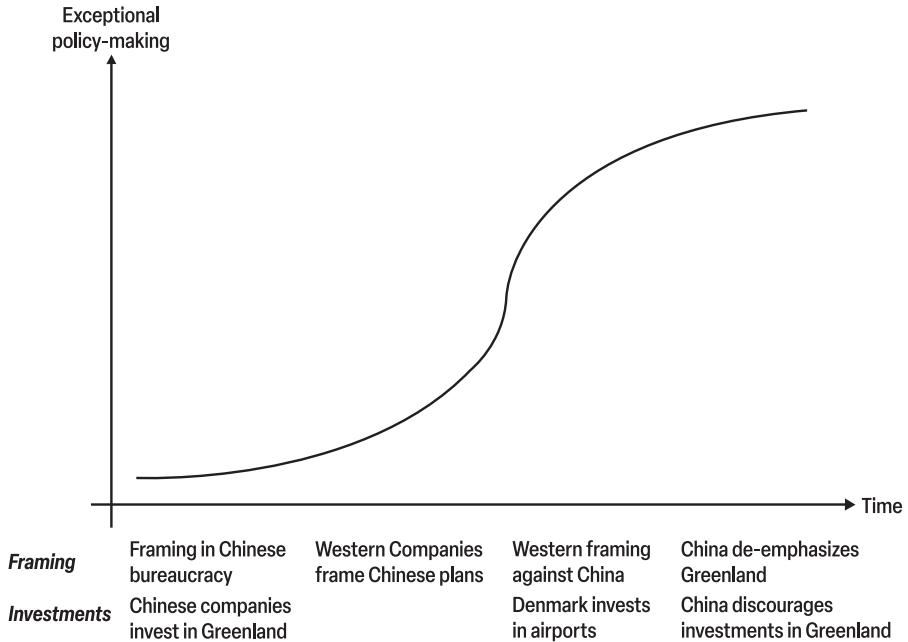 Exceptional
policy-making
Time
Framing
Framing in Chinese
bureaucracy
Western Companies
frame Chinese plans
Western framing
against China
China de-emphasizes
Greenland
Investments
Chinese companies
invest in Greenland
Denmark invests
in airports
China discourages
investments in Greenland